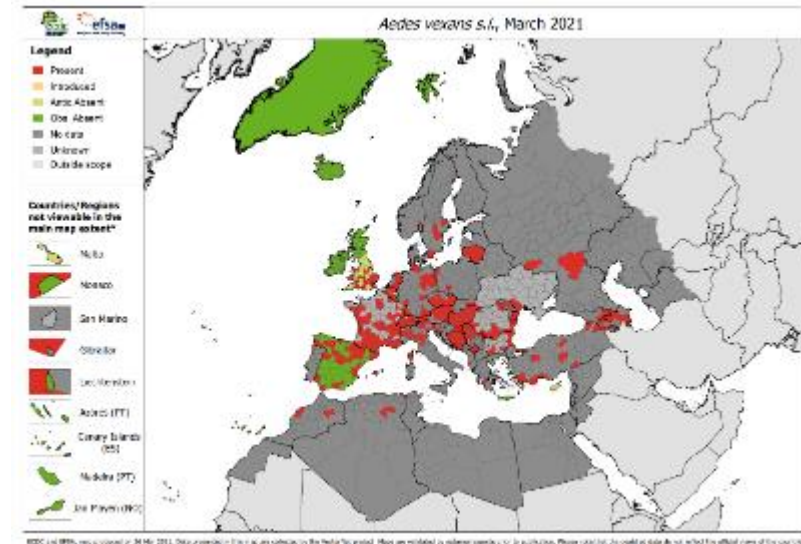 efsa
Aedes vexans s.l., March 2021
Legend
Present
Introduced
Antic Absent
Obs. Absent
No data
Unknown
Outside scope
Countries/Regions
not viewable in the
main map extent*
Malta
Monaco
San Marino
Gibraltar
Liechtenstein
Azores (PT)
Canary Islands
(ES)
Madeira (PT)
Jan Mayen (NO)